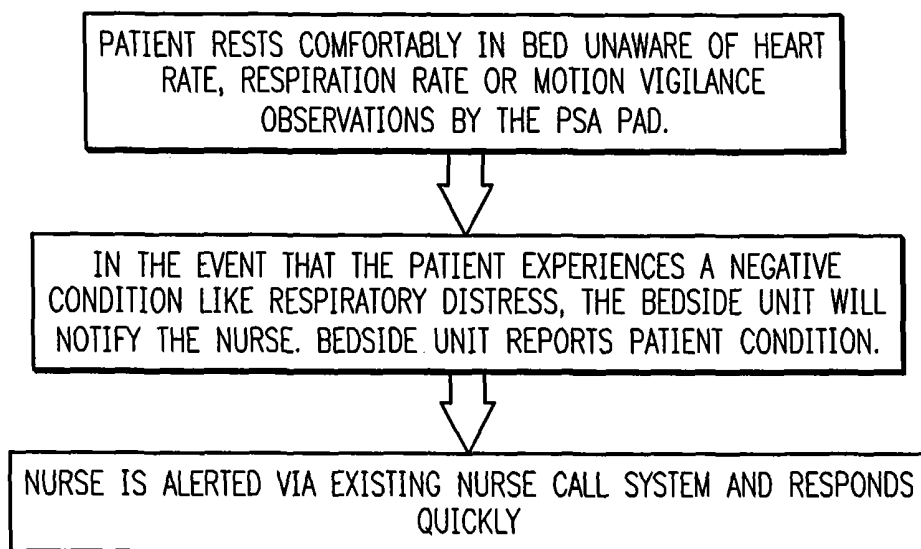 PATIENT RESTS COMFORTABLY IN BED UNAWARE OF HEART
RATE, RESPIRATION RATE OR MOTION VIGILANCE
OBSERVATIONS BY THE PSA PAD.
IN THE EVENT THAT THE PATIENT EXPERIENCES A NEGATIVE
CONDITION LIKE RESPIRATORY DISTRESS, THE BEDSIDE UNIT WILL
NOTIFY THE NURSE. BEDSIDE UNIT REPORTS PATIENT CONDITION.
NURSE IS ALERTED VIA EXISTING NURSE CALL SYSTEM AND RESPONDS
QUICKLY